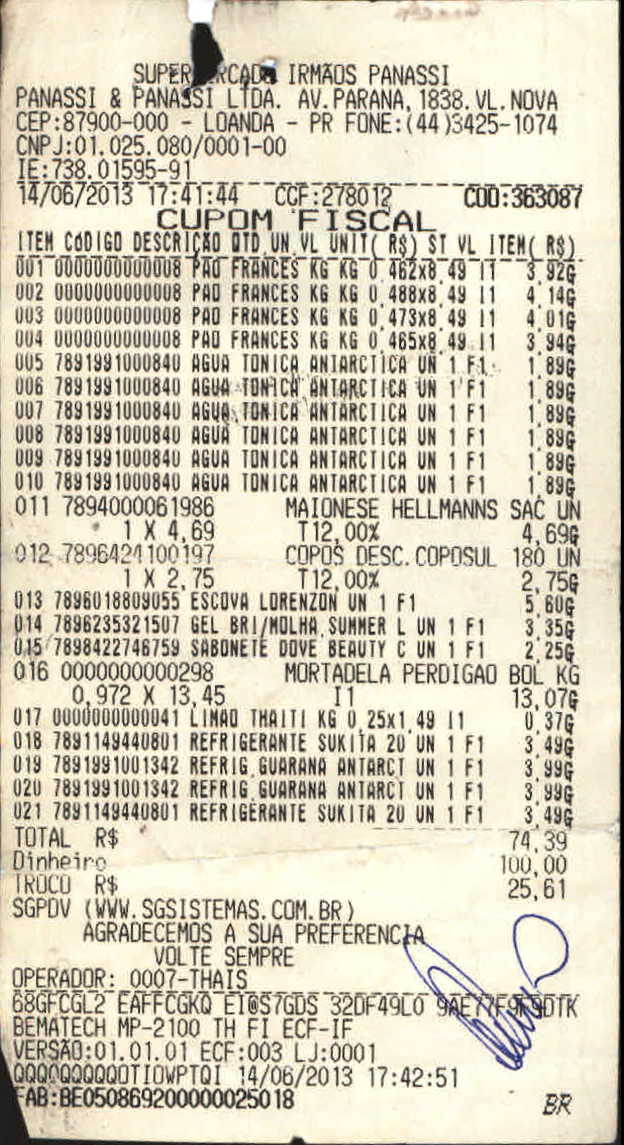 SUPERMERCADO IRMÃOS PANASSI
PANASSI & PANASSI LTDA. AV.PARANA,1838.VL.NOVA
CEP:87900-000 - LOANDA - PR FONE:(44)3425-1074
CNPJ:01.025.080/0001-00
IE:738.01595-91
14/06/2013 17:41:44 CCF:278012 COO:363087
CUPOM FISCAL
ITEM CÓDIGO DESCRIÇÃO QTD.UN.VL UNIT( R$) ST VL ITEM( R$)
001 0000000000008 PAO FRANCES KG KG 0,462x8,49 I1 3,92G
002 0000000000008 PAO FRANCES KG KG 0,488x8,49 I1 4,14G
003 0000000000008 PAO FRANCES KG KG 0,473x8,49 I1 4,01G
004 0000000000008 PAO FRANCES KG KG 0,465x8,49 I1 3,94G
005 7891991000840 AGUA TONICA ANTARCTICA UN 1 F1 1,89G
006 7891991000840 AGUA TONICA ANTARCTICA UN 1 F1 1,89G
007 7891991000840 AGUA TONICA ANTARCTICA UN 1 F1 1,89G
008 7891991000840 AGUA TONICA ANTARCTICA UN 1 F1 1,89G
009 7891991000840 AGUA TONICA ANTARCTICA UN 1 F1 1,89G
010 7891991000840 AGUA TONICA ANTARCTICA UN 1 F1 1,89G
011 7894000061986 MAIONESE HELLMANNS SAC UN
1 X 4,69 T12,00% 4,69G
012 7896424100197 COPOS DESC.COPOSUL 180 UN
1 X 2,75 T12,00% 2,75G
013 7896018809055 ESCOVA LORENZON UN 1 F1 5,60G
014 7896235321507 GEL BRI/MOLHA SUMMER L UN 1 F1 3,35G
015 7898422746759 SABONETE DOVE BEAUTY C UN 1 F1 2,25G
016 0000000000298 MORTADELA PERDIGAO BOL KG
0,972 X 13,45 I1 13,07G
017 0000000000041 LIMAO THAITI KG 0,25x1,49 I1 0,37G
018 7891149440801 REFRIGERANTE SUKITA 20 UN 1 F1 3,49G
019 7891991001342 REFRIG.GUARANA ANTARCT UN 1 F1 3,99G
020 7891991001342 REFRIG.GUARANA ANTARCT UN 1 F1 3,99G
021 7891149440801 REFRIGERANTE SUKITA 20 UN 1 F1 3,49G
TOTAL R$ 74,39
Dinheiro 100,00
TROCO R$ 25,61
SGPDV (WWW.SGSISTEMAS.COM.BR)
AGRADECEMOS A SUA PREFERENCIA
VOLTE SEMPRE
OPERADOR: 0007-THAIS
68GFCGL2 EAFFCGKQ EI@S7GDS 32DF49L0 9AE77F9F9DTK
BEMATECH MP-2100 TH FI ECF-IF
VERSÃO:01.01.01 ECF:003 LJ:0001
QQQQQQQQQOTIOWPTQI 14/06/2013 17:42:51
FAB:BE050869200000025018
BR